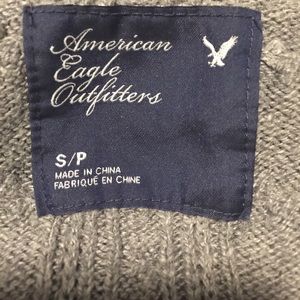 American
Eagle
Outfitters
S/P
MADE IN CHINA
FABRIQUÉ EN CHINE